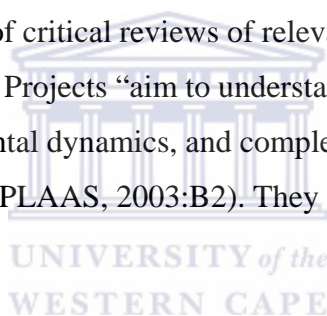 of critical reviews of releva
Projects “aim to understa
ntal dynamics, and comple
PLAAS, 2003:B2). They
UNIVERSITY of the
WESTERN CAPE